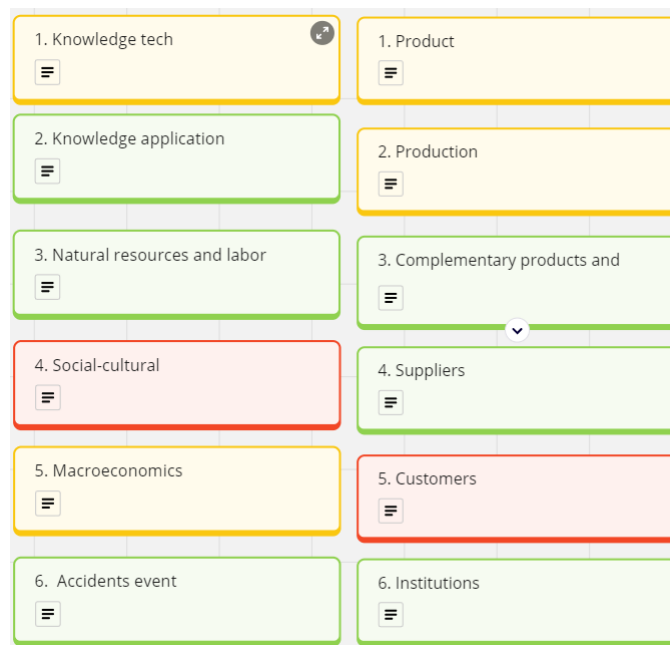 1. Knowledge tech
2. Knowledge application
3. Natural resources and labor
4. Social-cultural
5. Macroeconomics
6. Accidents event
1. Product
2. Production
3. Complementary products and
4. Suppliers
5. Customers
6. Institutions